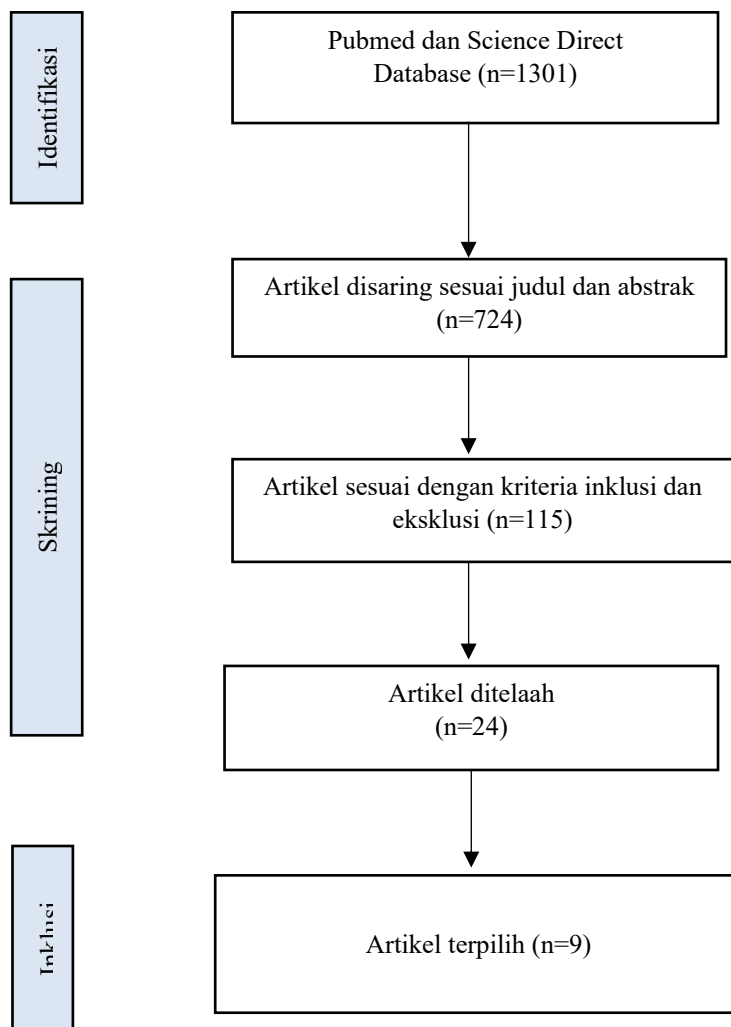 Identifikasi
Pubmed dan Science Direct
Database (n=1301)
Skrining
Artikel disaring sesuai judul dan abstrak
(n=724)
Artikel sesuai dengan kriteria inklusi dan
eksklusi (n=115)
Artikel ditelaah
(n=24)
Inklusi
Artikel terpilih (n=9)